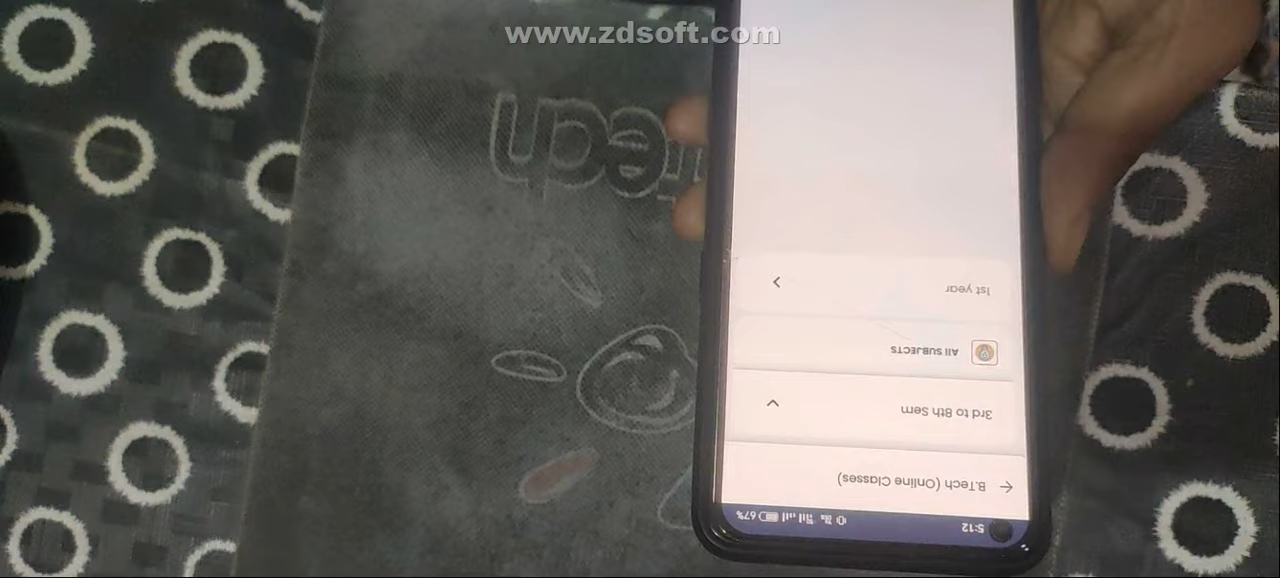 www.zdsoft.com
5:12
67%
← B.Tech (Online Classes)
3rd to 8th Sem
All SUBJECTS
1st year